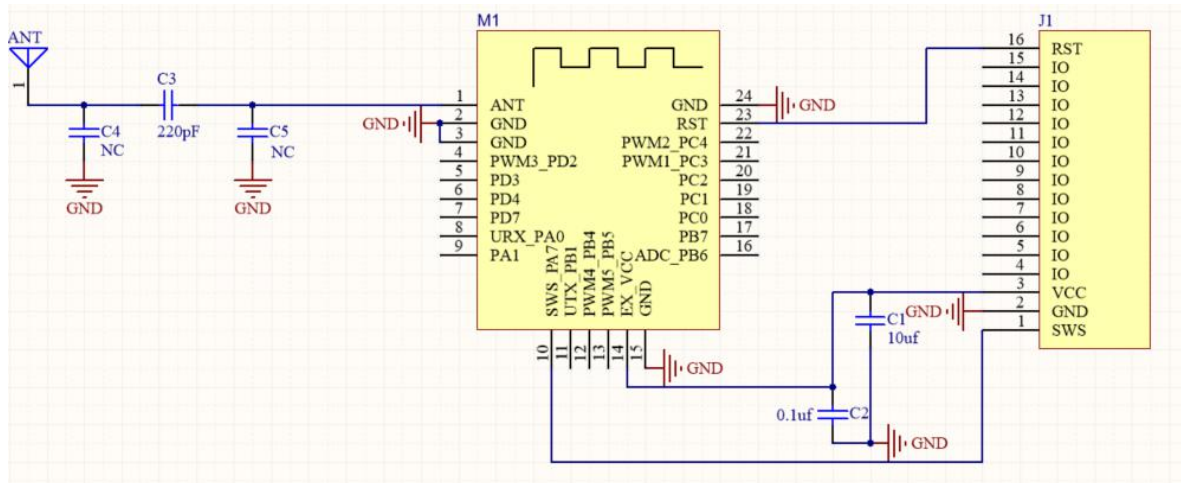 M1
J1
ANT
1
C3
220pF
C4
NC
GND
C5
NC
GND
GND
1 ANT
2 GND
3 GND
4 PWM3_PD2
5 PD3
6 PD4
7 PD7
8 URX_PA0
9 PA1
10 SWS_PA7
11 UTX_PB1
12 PWM4_PB4
13 PWM5_PB5
14 EX_VCC
15 GND
GND
24 GND
GND
23 RST
22 PWM2_PC4
21 PWM1_PC3
20 PC2
19 PC1
18 PC0
17 PB7
16 ADC_PB6
16 RST
15 IO
14 IO
13 IO
12 IO
11 IO
10 IO
9 IO
8 IO
7 IO
6 IO
5 IO
4 IO
3 VCC
2 GND
1 SWS
GND
C1
10uf
0.1uf
C2
GND